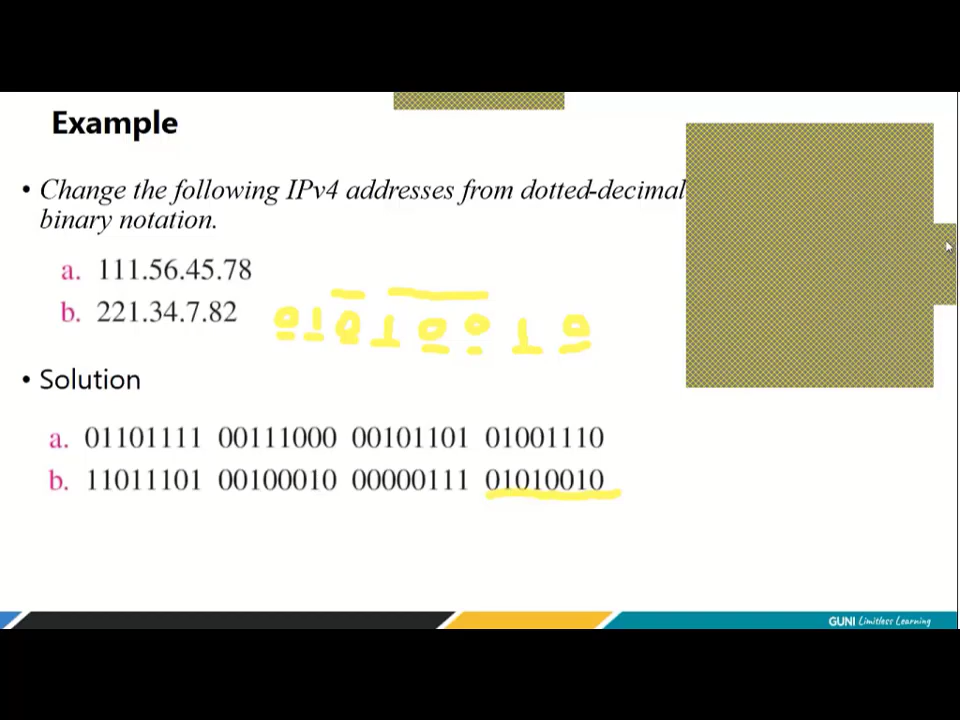 Example
• Change the following IPv4 addresses from dotted-decimal
binary notation.
a. 111.56.45.78
b. 221.34.7.82
01010010
• Solution
a. 01101111 00111000 00101101 01001110
b. 11011101 00100010 00000111 01010010
GUNI Limitless Learning